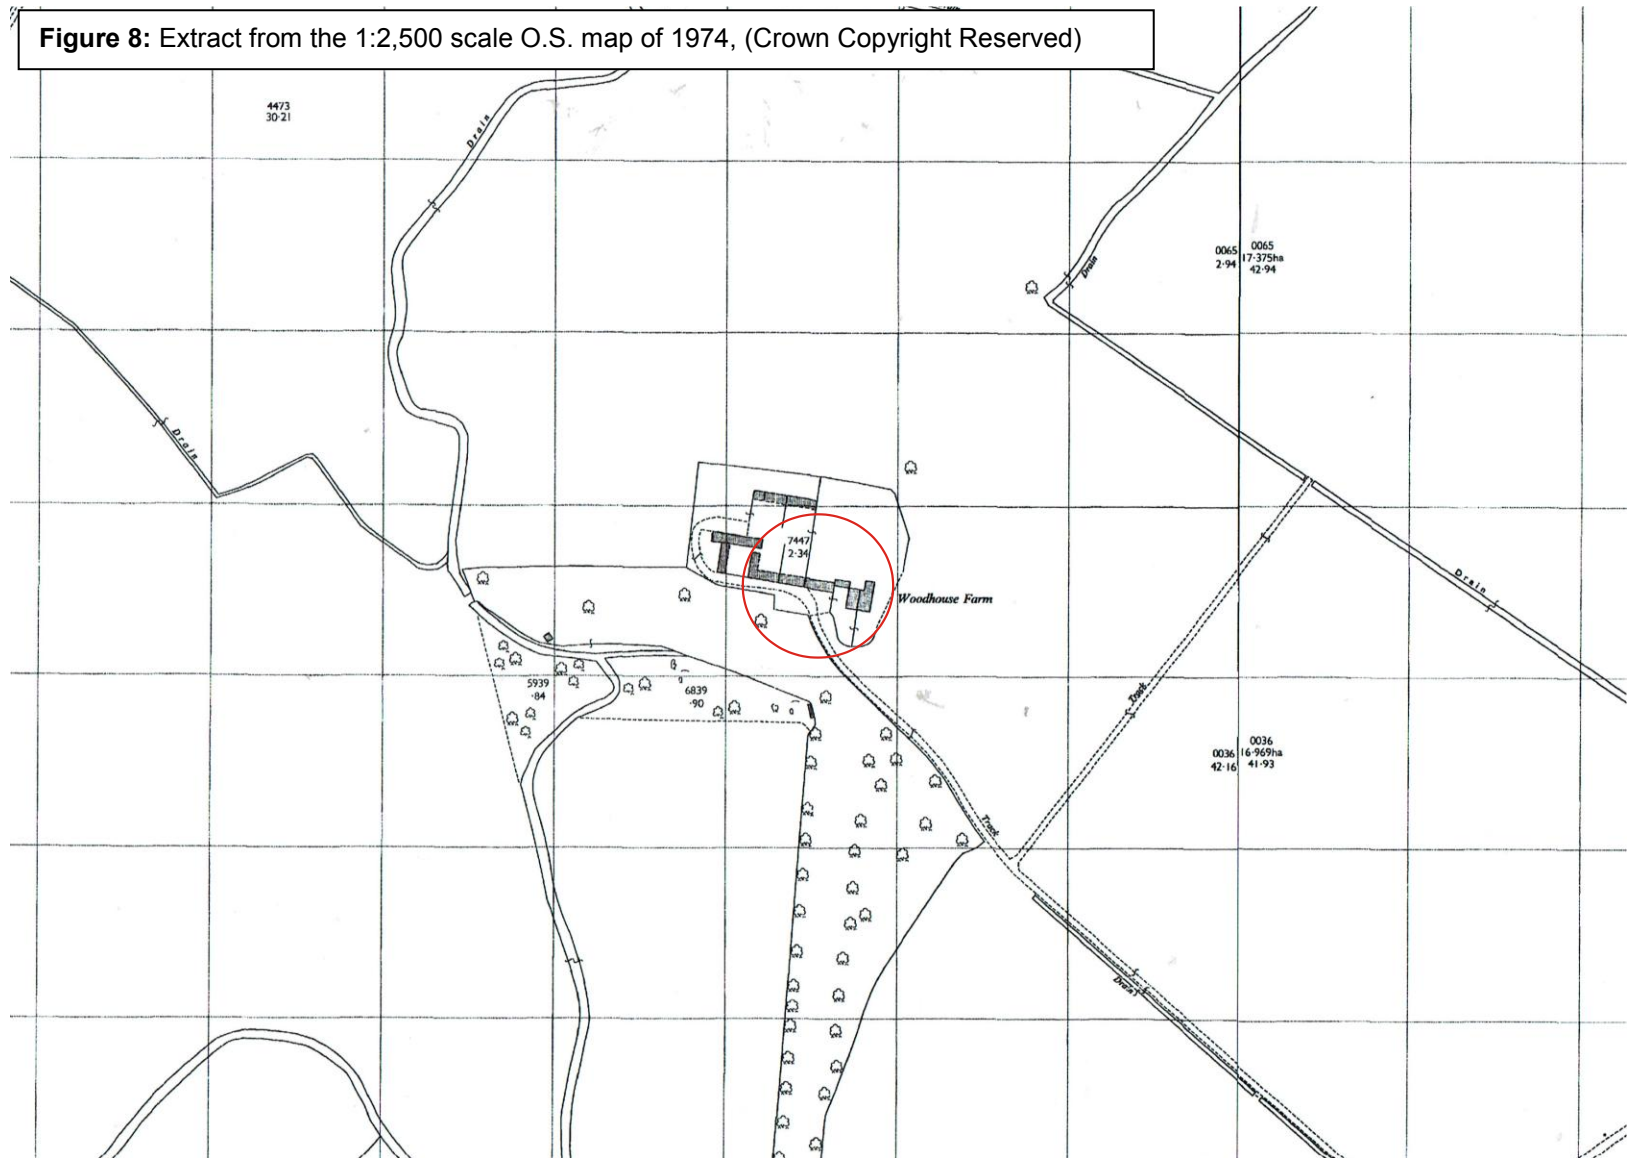 Figure 8: Extract from the 1:2,500 scale O.S. map of 1974, (Crown Copyright Reserved)
4473
30·21
Drain
Drain
0065
2·94
0065
17·375ha
42·94
Drain
7447
2·34
Woodhouse Farm
Drain
5939
·84
6839
·90
Track
0036
42·16
0036
16·969ha
41·93
Track
Drain